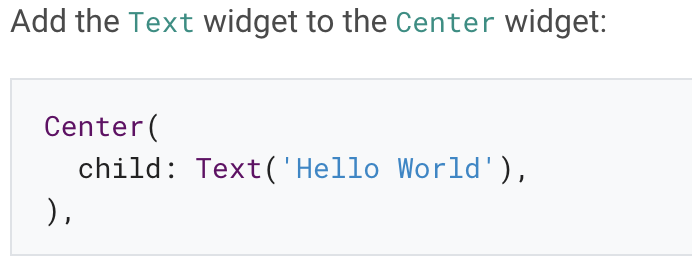 Add the Text widget to the Center widget:
Center(
  child: Text('Hello World'),
),